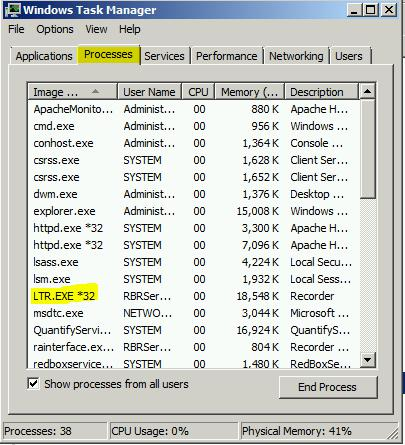 Windows Task Manager
File Options View Help
Applications Processes Services Performance Networking Users
Image ... User Name CPU Memory (... Description
ApacheMonito... Administ... 00 880 K Apache H...
cmd.exe Administ... 00 956 K Windows ...
conhost.exe Administ... 00 1,364 K Console ...
csrss.exe SYSTEM 00 1,628 K Client Ser...
csrss.exe SYSTEM 00 1,652 K Client Ser...
dwm.exe Administ... 00 1,376 K Desktop ...
explorer.exe Administ... 00 15,008 K Windows ...
httpd.exe *32 SYSTEM 00 3,300 K Apache H...
httpd.exe *32 SYSTEM 00 7,096 K Apache H...
lsass.exe SYSTEM 00 4,224 K Local Secu...
lsm.exe SYSTEM 00 1,932 K Local Sess...
LTR.EXE *32 RBRSer... 00 18,548 K Recorder
msdtc.exe NETWO... 00 3,044 K Microsoft ...
QuantifyServi... SYSTEM 00 16,924 K QuantifyS...
rainterface.ex... RBRSer... 00 804 K Recorder ...
redboxservice... SYSTEM 00 1,480 K RedBoxSe...
Show processes from all users End Process
Processes: 38 CPU Usage: 0% Physical Memory: 41%